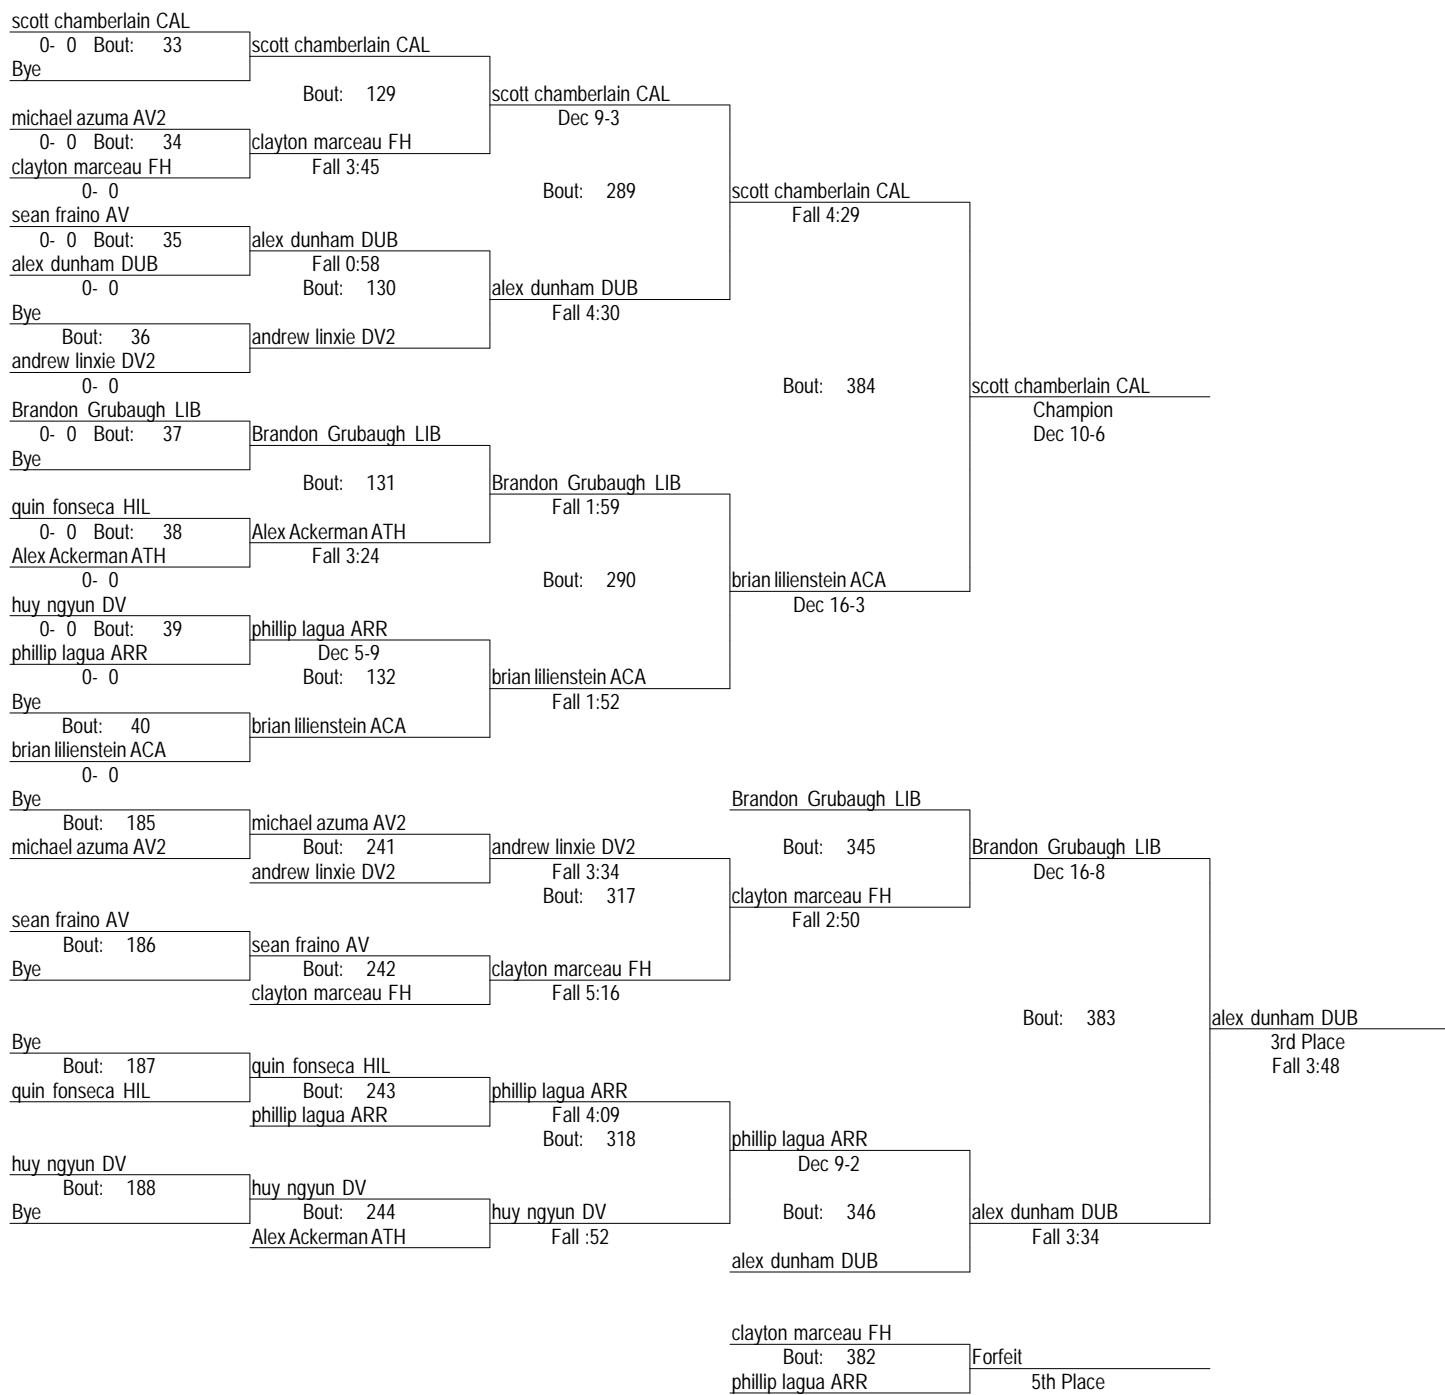 scott chamberlain CAL
0- 0 Bout: 33
scott chamberlain CAL
Bye
Bout: 129
scott chamberlain CAL
michael azuma AV2
Dec 9-3
0- 0 Bout: 34
clayton marceau FH
clayton marceau FH
Fall 3:45
0- 0
Bout: 289
scott chamberlain CAL
sean fraino AV
Fall 4:29
0- 0 Bout: 35
alex dunham DUB
alex dunham DUB
Fall 0:58
0- 0
Bout: 130
alex dunham DUB
Bye
Fall 4:30
Bout: 36
andrew linxie DV2
andrew linxie DV2
0- 0
Bout: 384
scott chamberlain CAL
Brandon Grubaugh LIB
Champion
0- 0 Bout: 37
Brandon Grubaugh LIB
Dec 10-6
Bye
Bout: 131
Brandon Grubaugh LIB
quin fonseca HIL
Fall 1:59
0- 0 Bout: 38
Alex Ackerman ATH
Alex Ackerman ATH
Fall 3:24
0- 0
Bout: 290
brian lilienstein ACA
huy ngyun DV
Dec 16-3
0- 0 Bout: 39
phillip lagua ARR
phillip lagua ARR
Dec 5-9
0- 0
Bout: 132
brian lilienstein ACA
Bye
Fall 1:52
Bout: 40
brian lilienstein ACA
brian lilienstein ACA
0- 0
Bye
Brandon Grubaugh LIB
Bout: 185
michael azuma AV2
michael azuma AV2
Bout: 241
andrew linxie DV2
Bout: 345
Brandon Grubaugh LIB
andrew linxie DV2
Fall 3:34
Dec 16-8
Bout: 317
clayton marceau FH
sean fraino AV
Fall 2:50
Bout: 186
sean fraino AV
Bye
Bout: 242
clayton marceau FH
clayton marceau FH
Fall 5:16
Bout: 383
alex dunham DUB
Bye
3rd Place
Bout: 187
quin fonseca HIL
Fall 3:48
quin fonseca HIL
Bout: 243
phillip lagua ARR
phillip lagua ARR
Fall 4:09
Bout: 318
phillip lagua ARR
huy ngyun DV
Dec 9-2
Bout: 188
huy ngyun DV
Bye
Bout: 244
huy ngyun DV
Bout: 346
alex dunham DUB
Alex Ackerman ATH
Fall :52
Fall 3:34
alex dunham DUB
clayton marceau FH
Bout: 382
Forfeit
phillip lagua ARR
5th Place